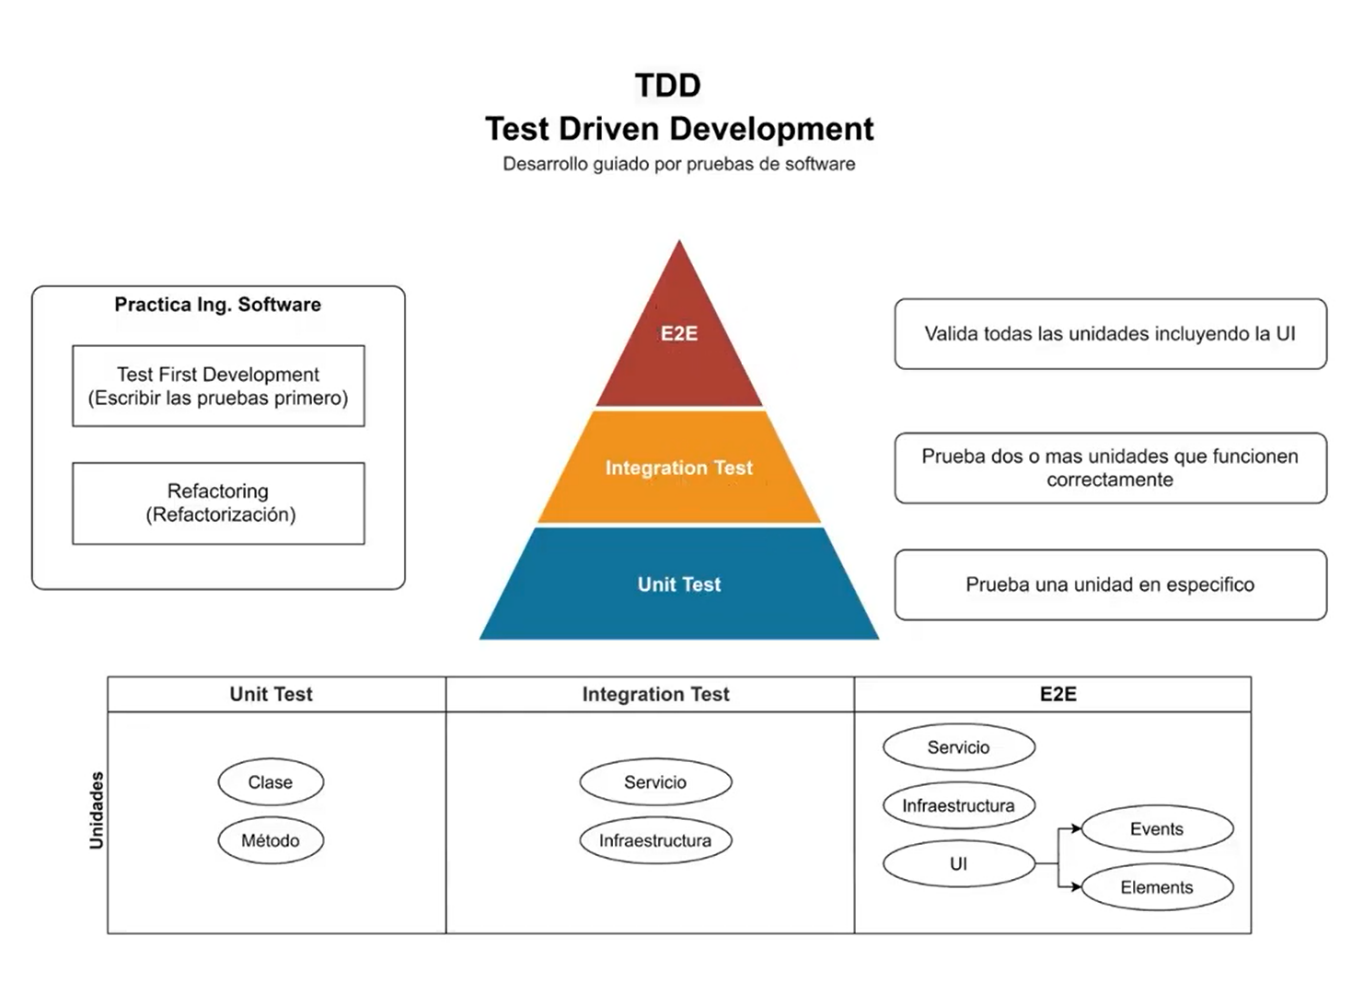 TDD
Test Driven Development
Desarrollo guiado por pruebas de software
Practica Ing. Software
Test First Development
(Escribir las pruebas primero)
Refactoring
(Refactorización)
E2E
Integration Test
Unit Test
Valida todas las unidades incluyendo la UI
Prueba dos o mas unidades que funcionen
correctamente
Prueba una unidad en especifico
Unidades
Unit Test
Integration Test
E2E
Clase
Método
Servicio
Infraestructura
Servicio
Infraestructura
UI
Events
Elements